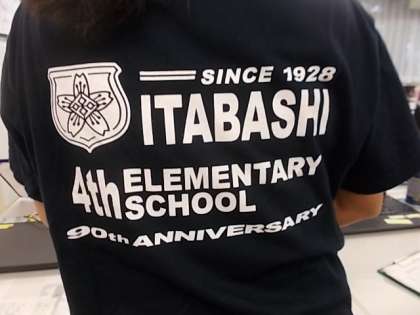 SINCE 1928
ITABASHI
4th ELEMENTARY
SCHOOL
90th ANNIVERSARY